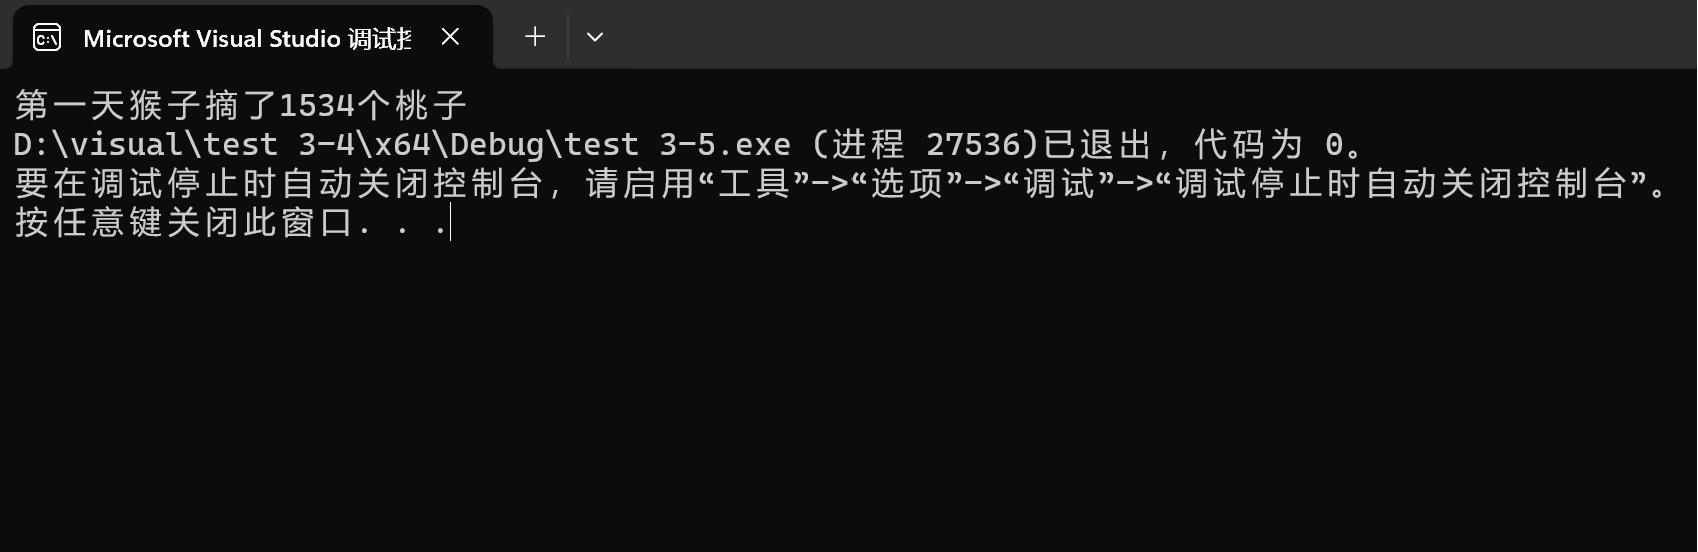 Microsoft Visual Studio 调试
第一天猴子摘了1534个桃子
D:\visual\test 3-4\x64\Debug\test 3-5.exe (进程 27536)已退出，代码为 0。
要在调试停止时自动关闭控制台，请启用“工具”->“选项”->“调试”->“调试停止时自动关闭控制台”。
按任意键关闭此窗口. . .